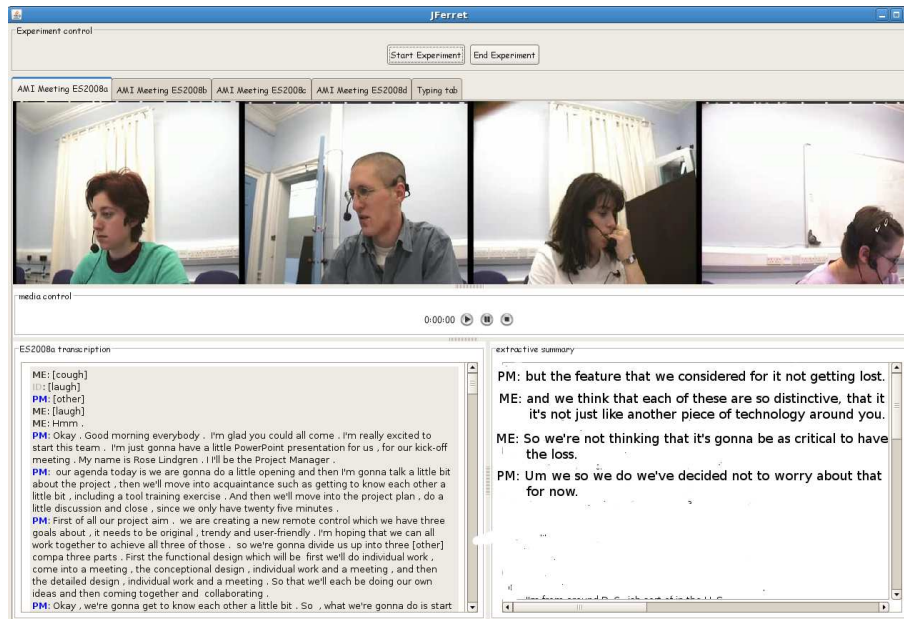 JFerret
Experiment control
Start Experiment End Experiment
AMI Meeting ES2008a AMI Meeting ES2008b AMI Meeting ES2008c AMI Meeting ES2008d Typing tab
media control
0:00:00
ES2008a transcription
ME: [cough]
ID: [laugh]
PM: [other]
ME: [laugh]
ME: Hmm .
PM: Okay . Good morning everybody . I'm glad you could all come . I'm really excited to
start this team . I'm just gonna have a little PowerPoint presentation for us , for our kick-off
meeting . My name is Rose Lindgren . I I'll be the Project Manager .
PM: our agenda today is we are gonna do a little opening and then I'm gonna talk a little bit
about the project , then we'll move into acquaintance such as getting to know each other a
little bit , including a tool training exercise . And then we'll move into the project plan , do a
little discussion and close , since we only have twenty five minutes .
PM: First of all our project aim . we are creating a new remote control which we have three
goals about , it needs to be original , trendy and user-friendly . I'm hoping that we can all
work together to achieve all three of those . so we're gonna divide us up into three [other]
compa three parts . First the functional design which will be first we'll do individual work ,
come into a meeting , the conceptional design , individual work and a meeting , and then
the detailed design , individual work and a meeting . So that we'll each be doing our own
ideas and then coming together and collaborating .
PM: Okay , we're gonna get to know each other a little bit . So , what we're gonna do is start
extractive summary
PM: but the feature that we considered for it not getting lost.
ME: and we think that each of these are so distinctive, that it
it's not just like another piece of technology around you.
ME: So we're not thinking that it's gonna be as critical to have
the loss.
PM: Um we so we do we've decided not to worry about that
for now.